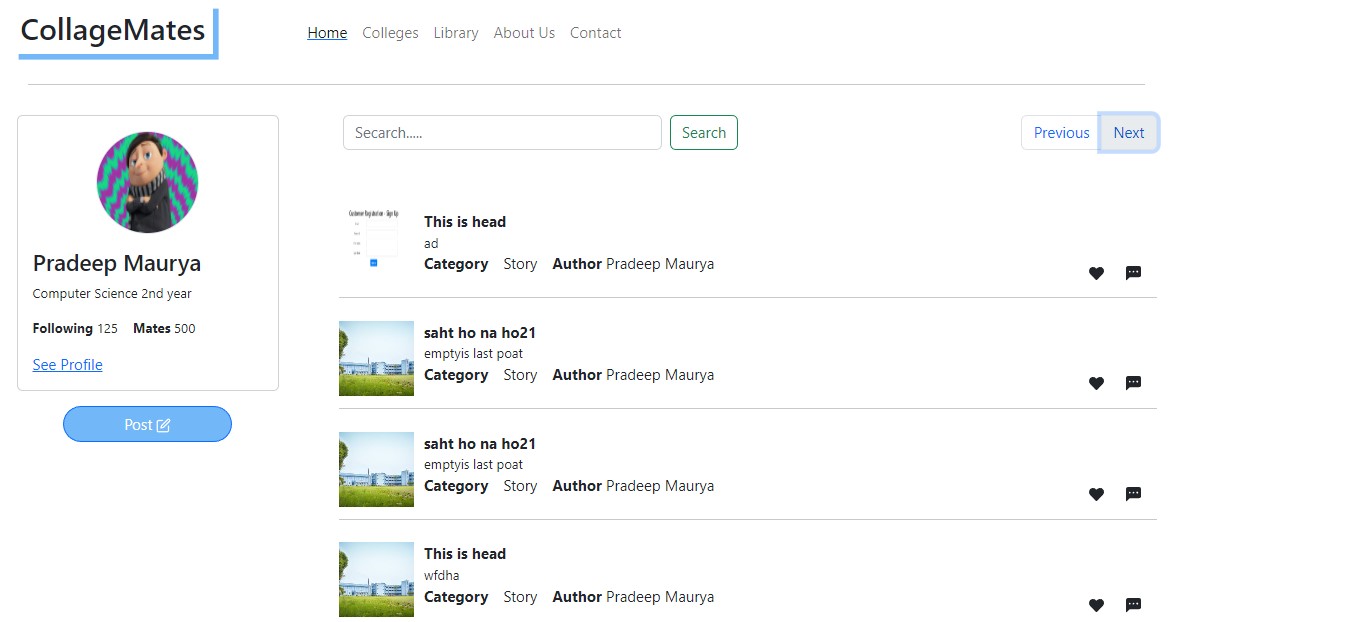 CollageMates
Home Colleges Library About Us Contact
Secarch..... Search Previous Next
Pradeep Maurya
Computer Science 2nd year
Following 125 Mates 500
See Profile
Post
Customer Registration - Sign Up
This is head
ad
Category Story Author Pradeep Maurya
saht ho na ho21
emptyis last poat
Category Story Author Pradeep Maurya
saht ho na ho21
emptyis last poat
Category Story Author Pradeep Maurya
This is head
wfdha
Category Story Author Pradeep Maurya